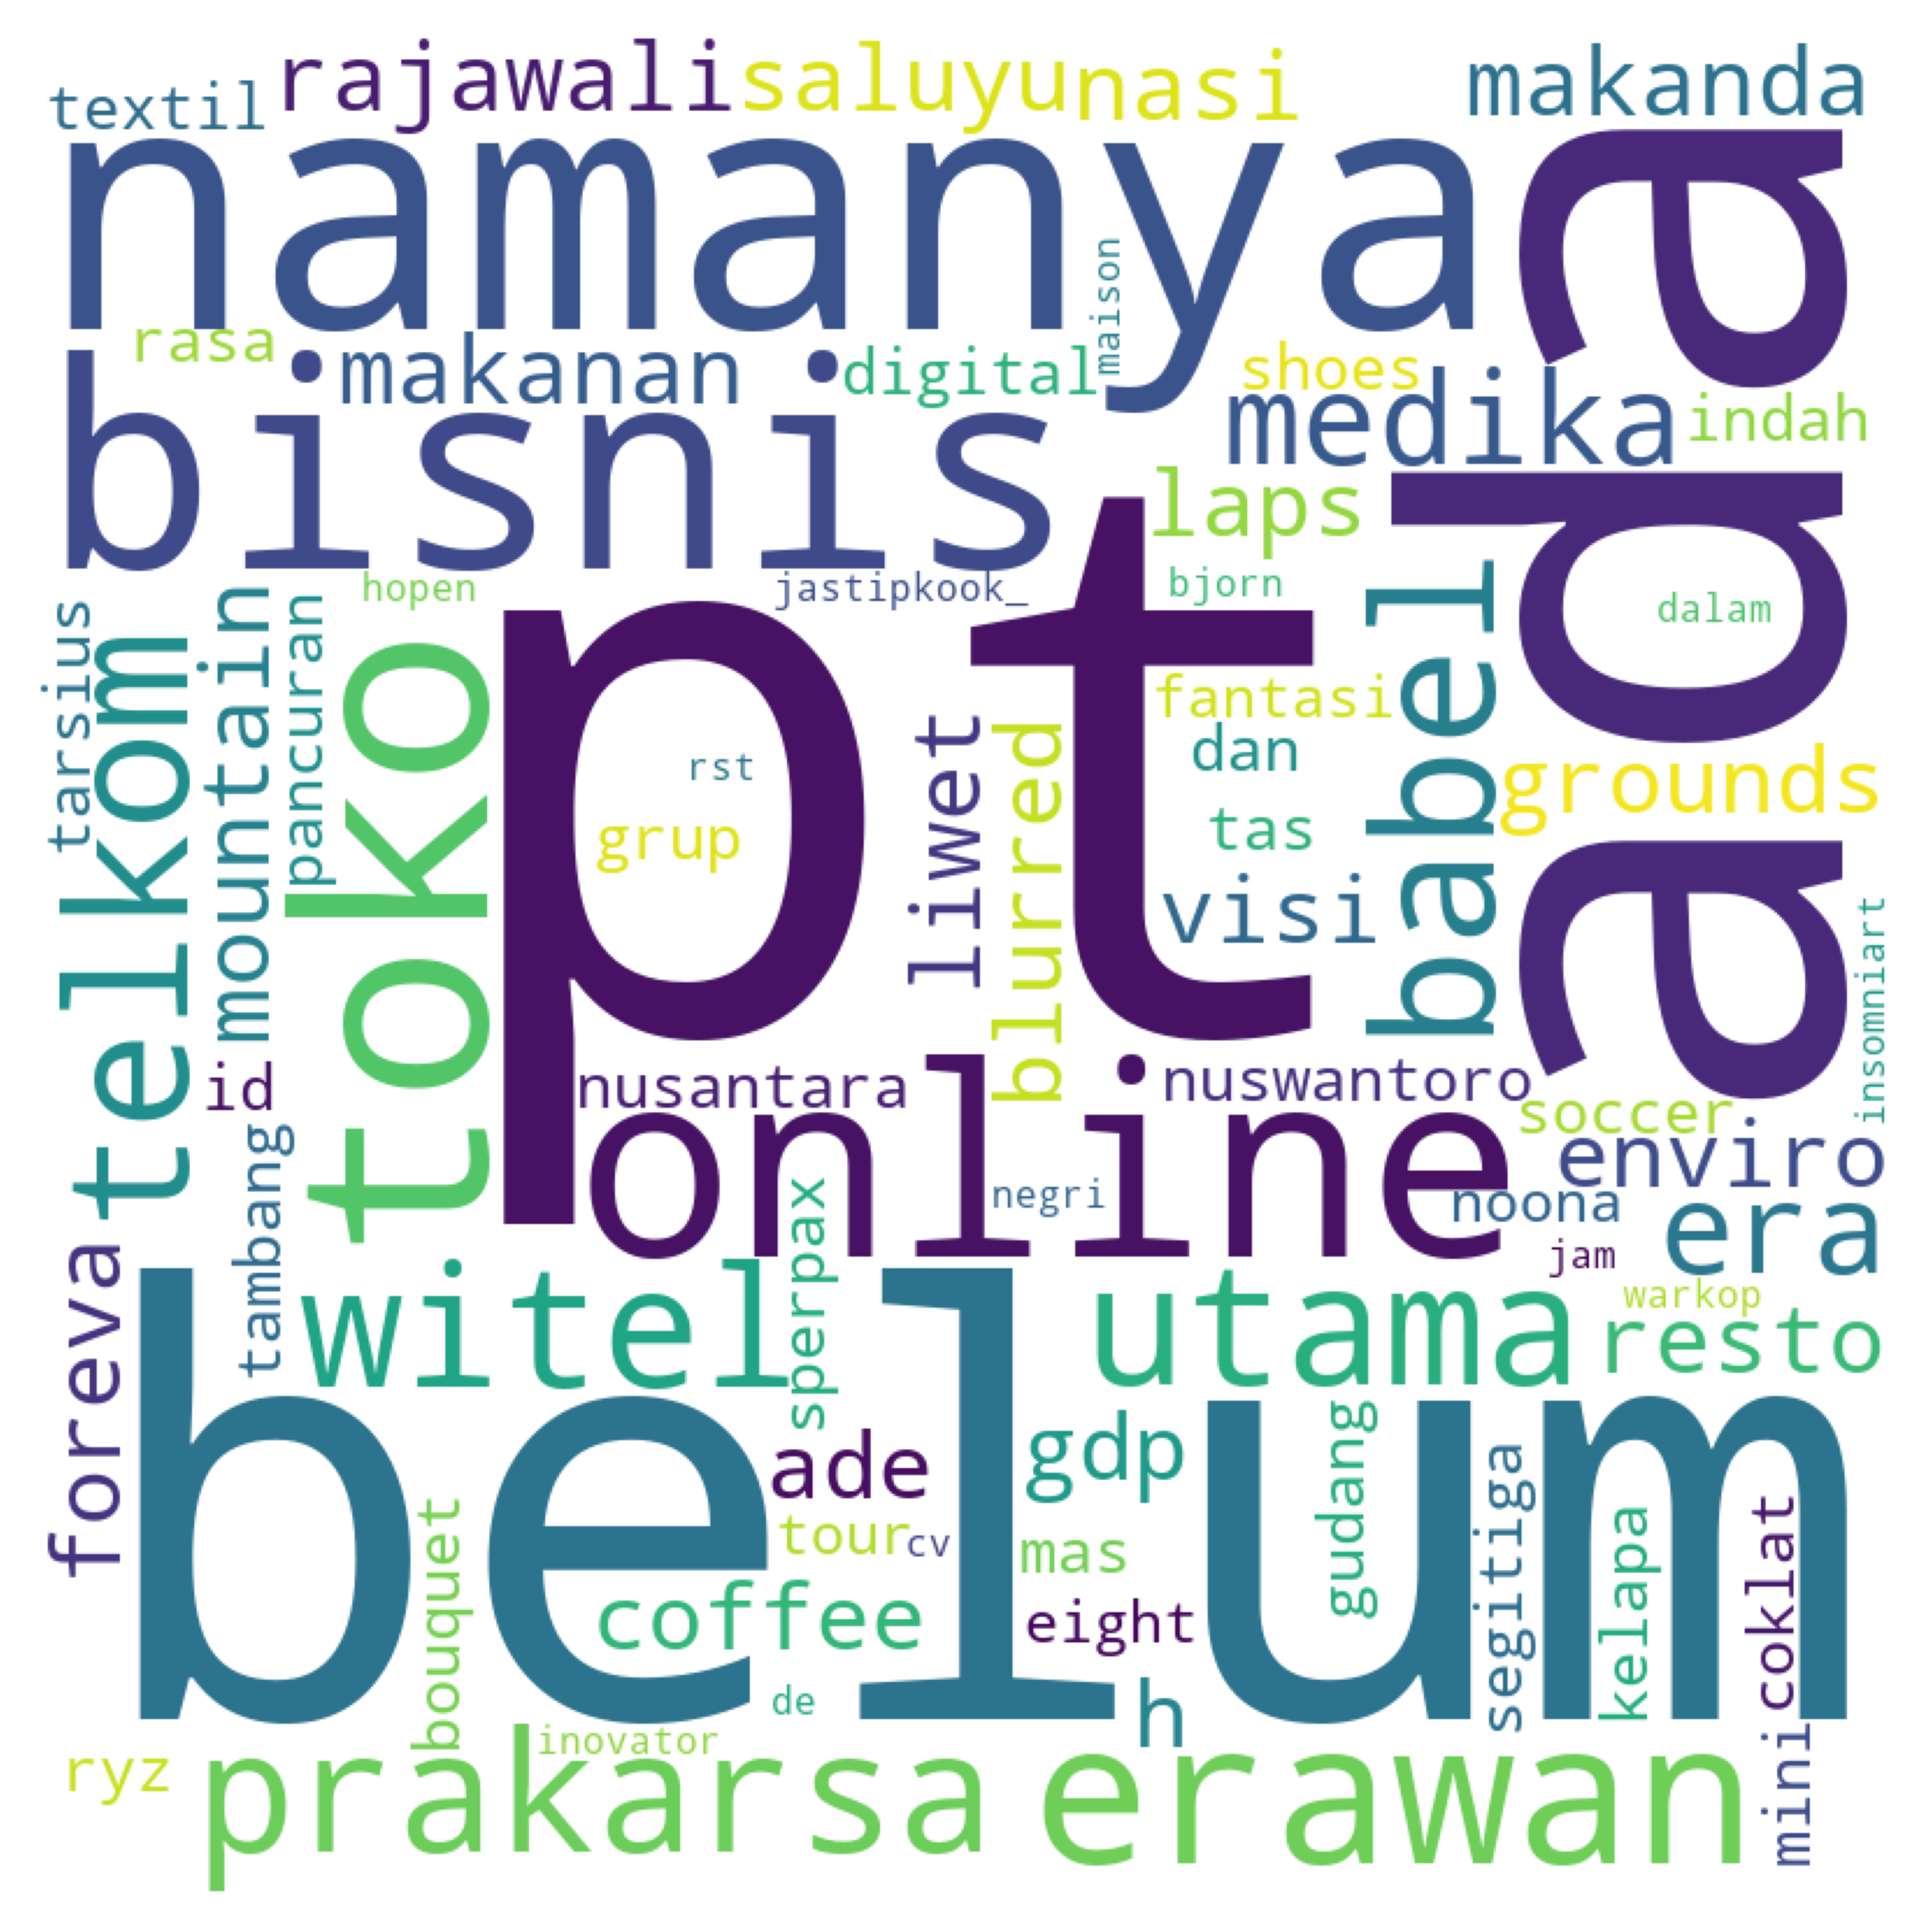 rajawali
saluyu
nasi
makanda
textil
namanya
ada
maison
rasa
makanan
digital
shoes
medika
indah
bisnis
laps
hopen
jastipkook_
bjorn
dalam
tarsius
telkom
mountain
pancuran
toko
pt
rst
grup
liwet
blurred
fantasi
dan
tas
visi
babel
grounds
insomniart
id
nusantara
nuswantoro
soccer
online
enviro
tambang
sperpax
negri
noona
era
jam
foreva
witel
utama
warkop
resto
belum
ade
gdp
gudang
segitiga
kelapa
coklat
tour
cv
mas
bouquet
coffee
eight
de
h
inovator
ryz
prakarsa
erawan
mini